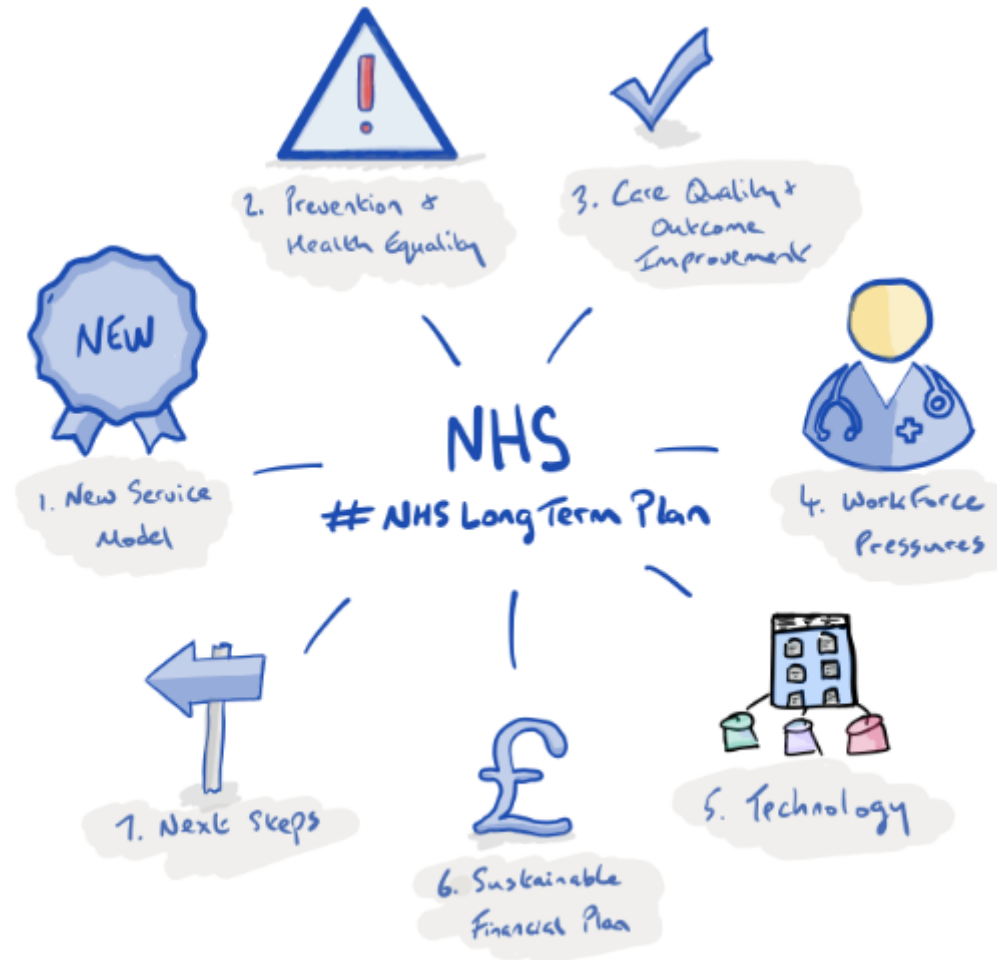 NHS
# NHS Long Term Plan
NEW
1. New Service
Model
2. Prevention &
Health Equality
3. Care Quality +
Outcome
Improvement
4. WorkForce
Pressures
5. Technology
6. Sustainable
Financial Plan
7. Next Steps